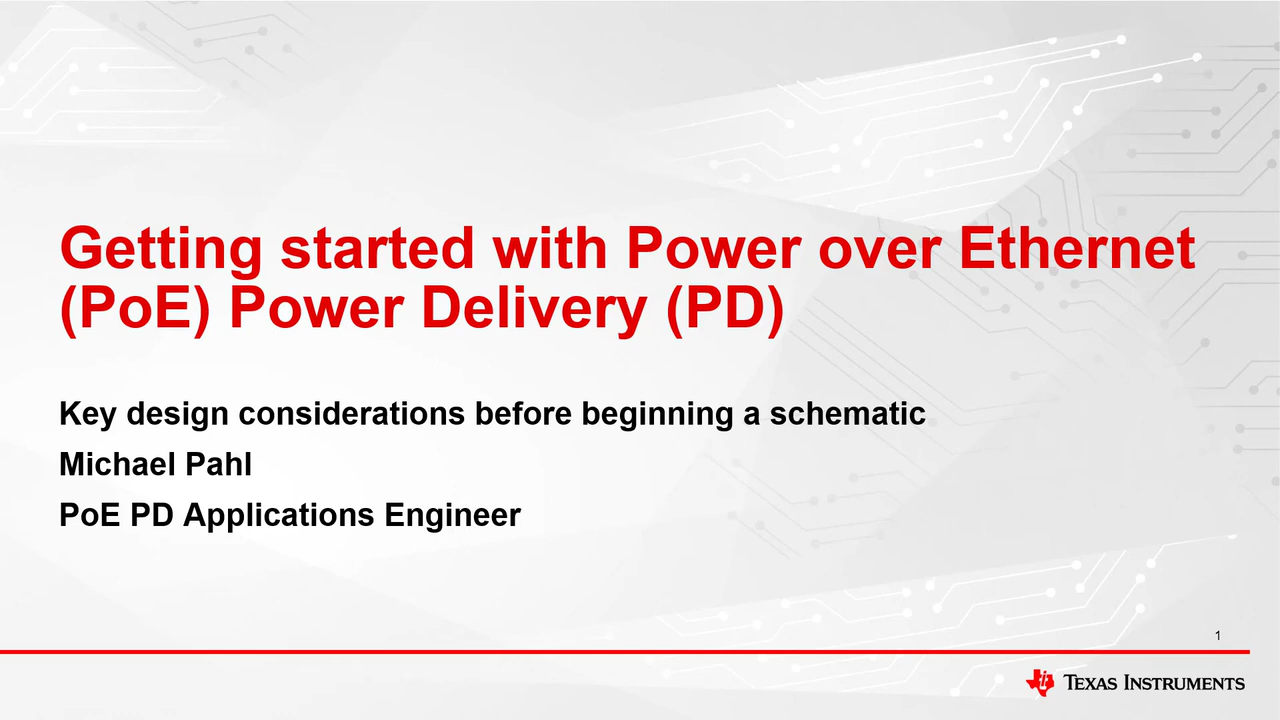 Getting started with Power over Ethernet
(PoE) Power Delivery (PD)
Key design considerations before beginning a schematic
Michael Pahl
PoE PD Applications Engineer
1
TEXAS INSTRUMENTS